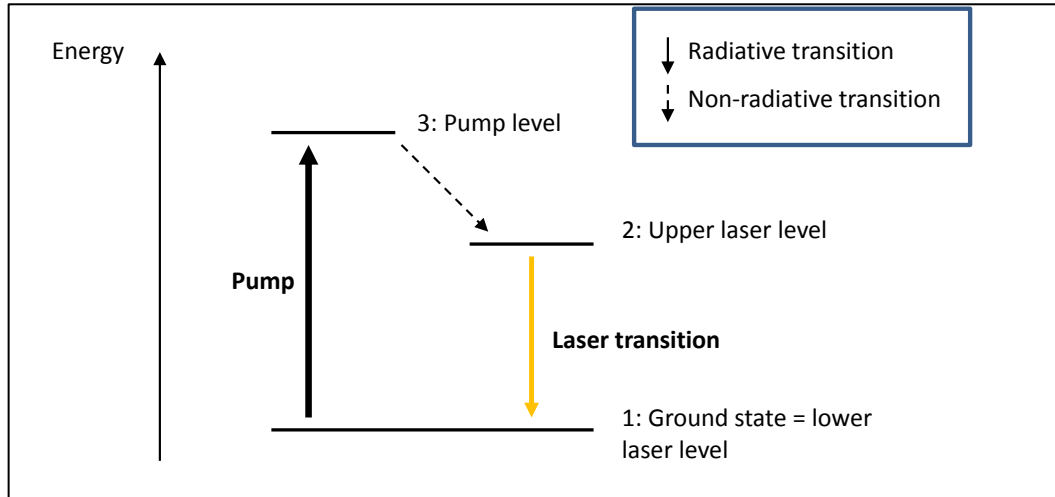 Energy
Radiative transition
Non-radiative transition
3: Pump level
2: Upper laser level
Pump
Laser transition
1: Ground state = lower
laser level